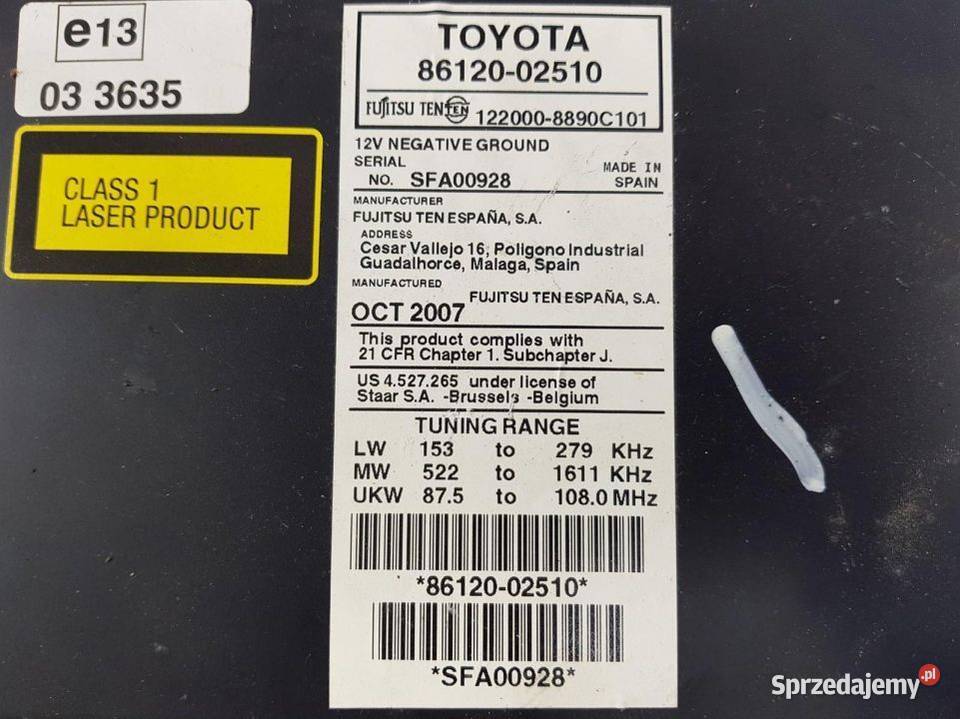 e13
03 3635
CLASS 1
LASER PRODUCT
TOYOTA
86120-02510
FUJITSU TEN TEN 122000-8890C101
12V NEGATIVE GROUND
SERIAL
NO. SFA00928
MADE IN
SPAIN
MANUFACTURER
FUJITSU TEN ESPAÑA, S.A.
ADDRESS
Cesar Vallejo 16, Poligono Industrial
Guadalhorce, Malaga, Spain
MANUFACTURED
FUJITSU TEN ESPAÑA, S.A.
OCT 2007
This product complies with
21 CFR Chapter 1. Subchapter J.
US 4.527.265 under license of
Staar S.A. -Brussels -Belgium
TUNING RANGE
LW 153 to 279 KHz
MW 522 to 1611 KHz
UKW 87.5 to 108.0 MHz
*86120-02510*
*SFA00928*
Sprzedajemy.pl